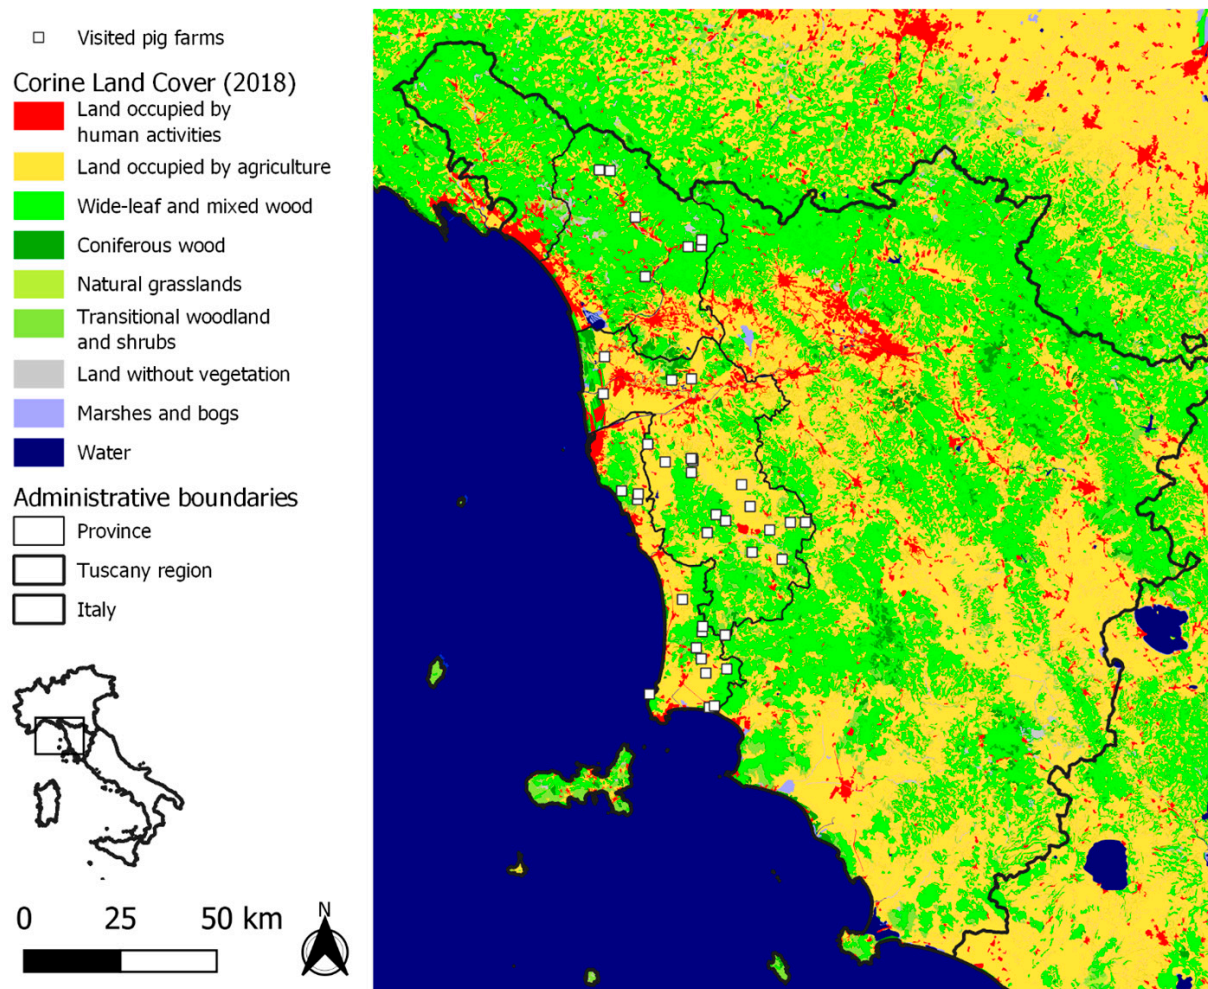 Visited pig farms
Corine Land Cover (2018)
Land occupied by
human activities
Land occupied by agriculture
Wide-leaf and mixed wood
Coniferous wood
Natural grasslands
Transitional woodland
and shrubs
Land without vegetation
Marshes and bogs
Water
Administrative boundaries
Province
Tuscany region
Italy
0 25 50 km
N